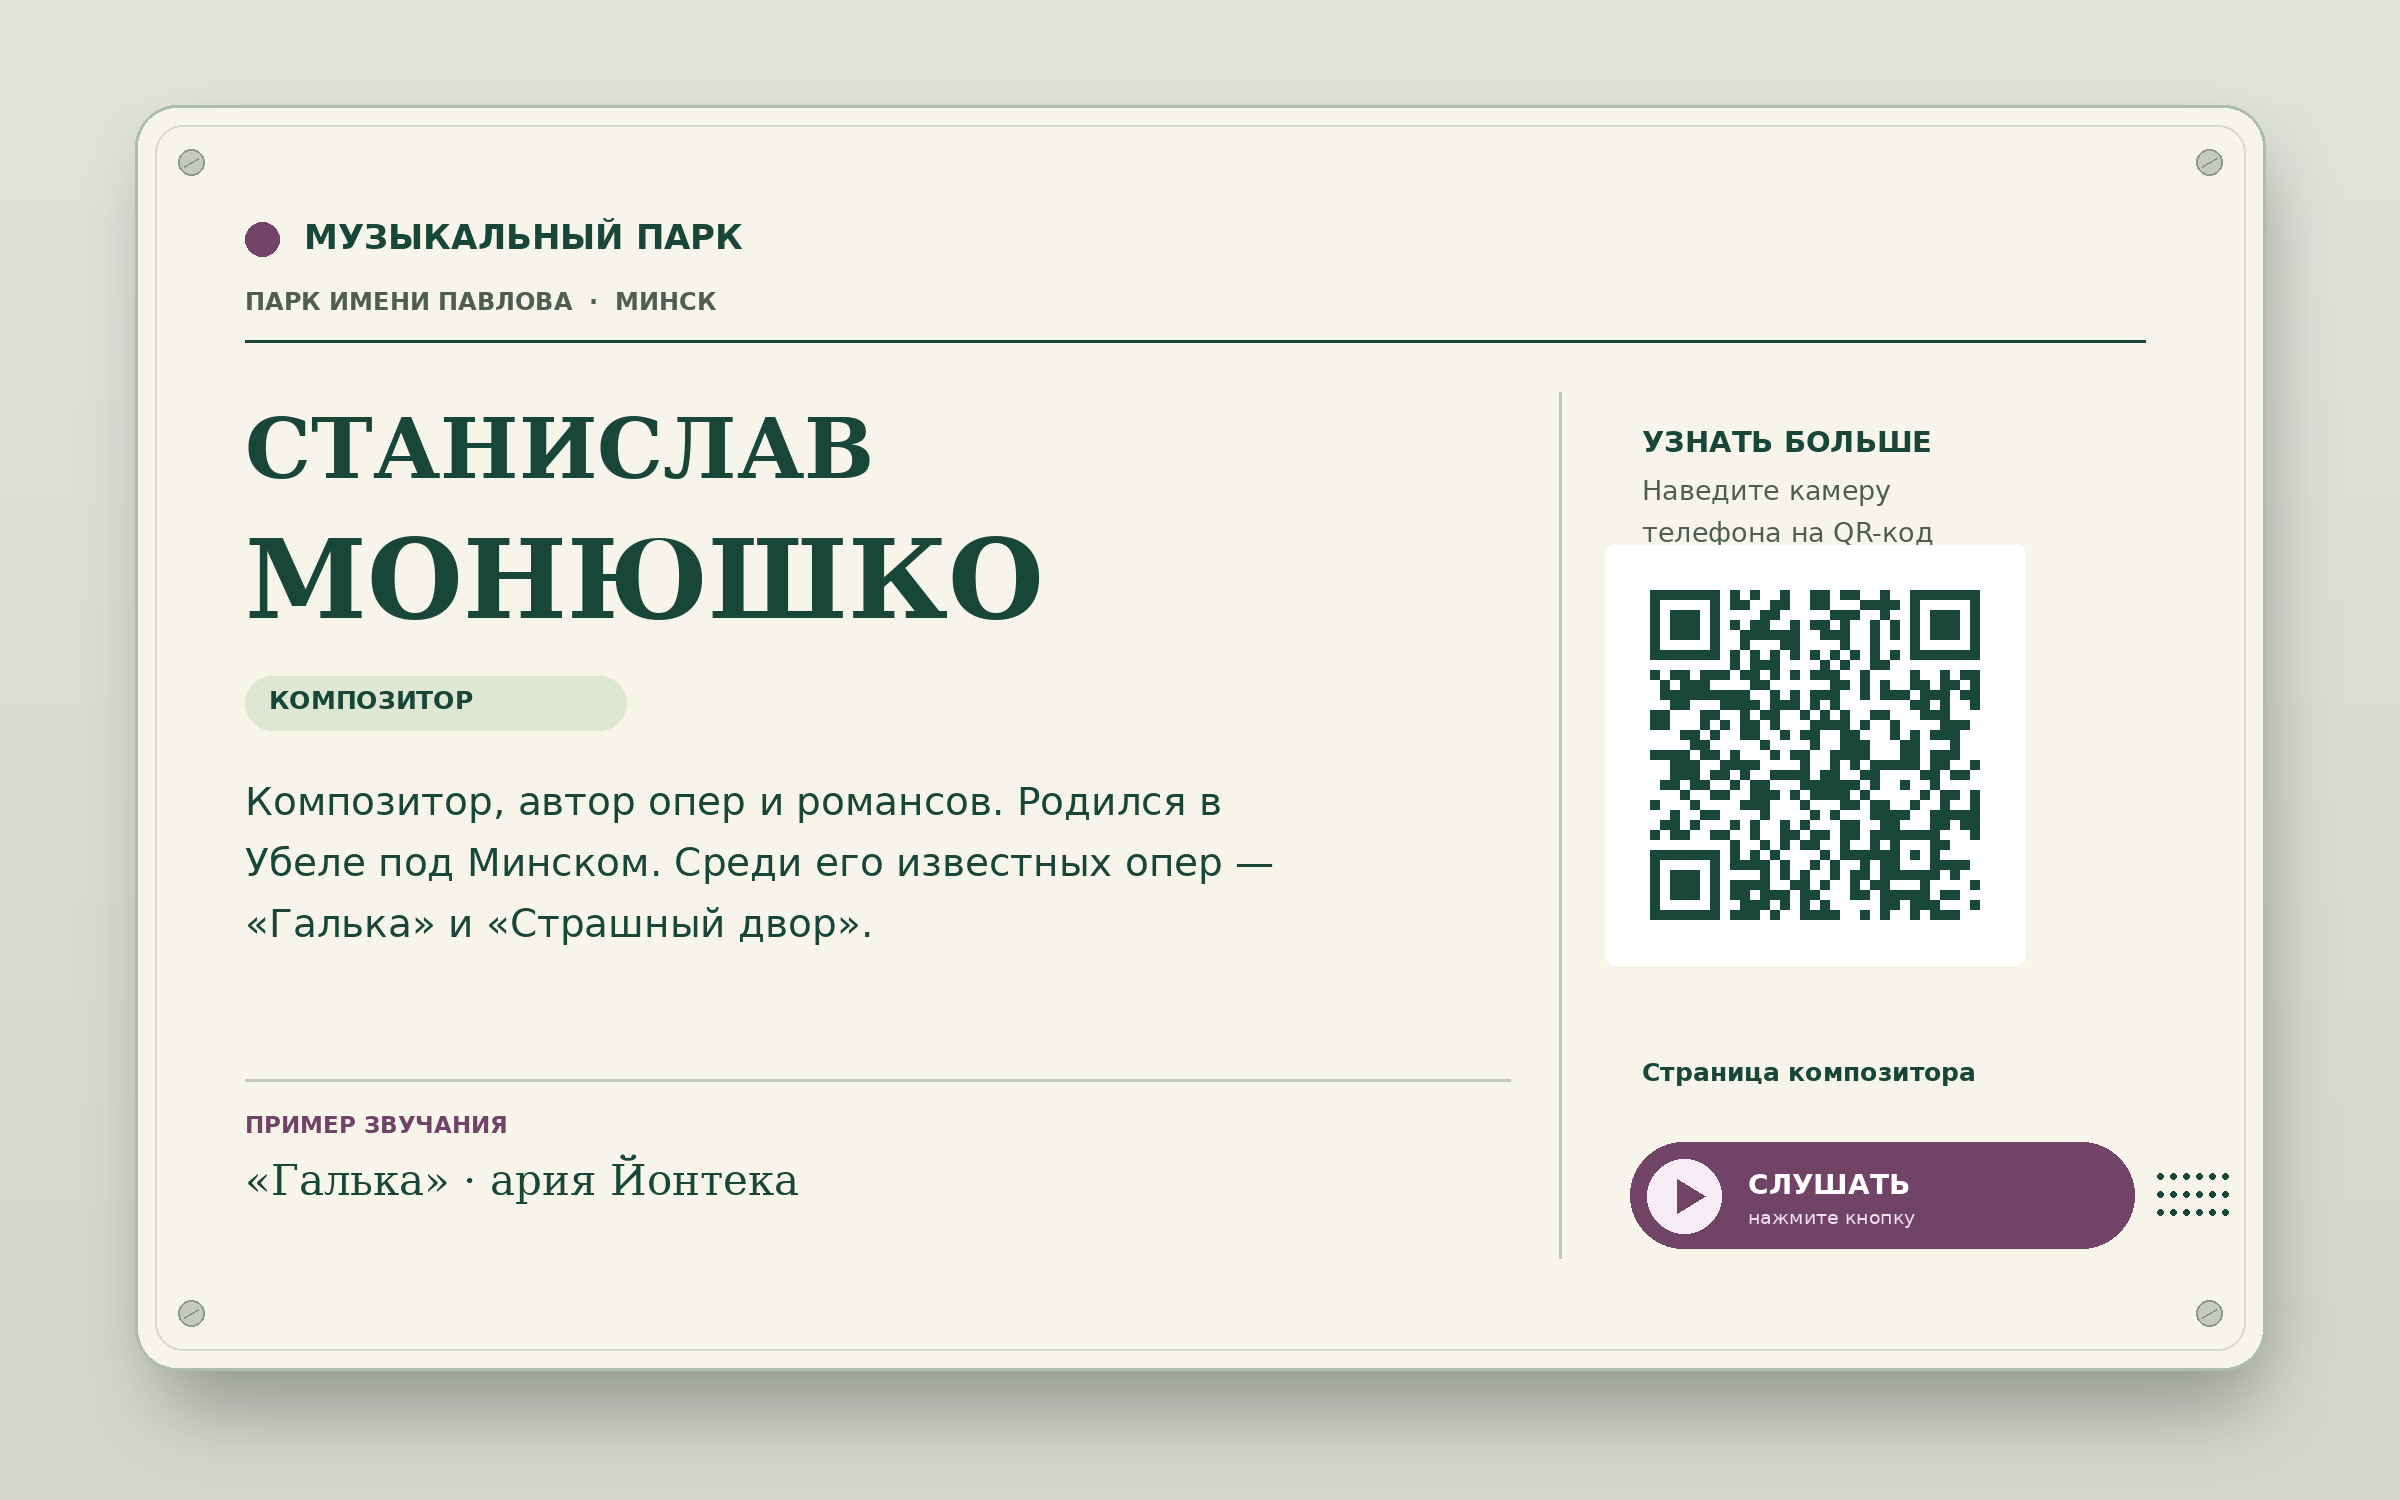 МУЗЫКАЛЬНЫЙ ПАРК
ПАРК ИМЕНИ ПАВЛОВА · МИНСК
СТАНИСЛАВ
МОНЮШКО
КОМПОЗИТОР
Композитор, автор опер и романсов. Родился в
Убеле под Минском. Среди его известных опер —
«Галька» и «Страшный двор».
ПРИМЕР ЗВУЧАНИЯ
«Галька» · ария Йонтека
УЗНАТЬ БОЛЬШЕ
Наведите камеру
телефона на QR-код
Страница композитора
СЛУШАТЬ
нажмите кнопку